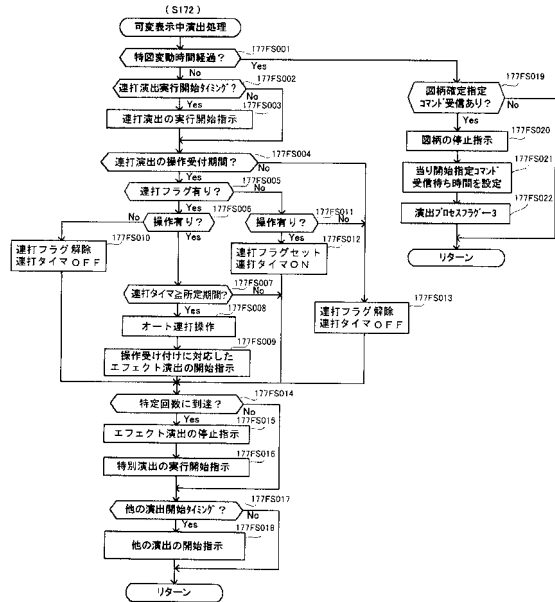 (S172)
可変表示中演出処理
特図変動時間経過?
177FS001
No
Yes
連打演出実行開始タイミング?
177FS002
No
Yes
連打演出の実行開始指示
177FS003
連打演出の操作受付期間?
177FS004
Yes
No
連打フラグ有り?
177FS005
Yes
No
操作有り?
177FS006
No
Yes
連打フラグ解除
連打タイマOFF
177FS010
操作有り?
177FS011
No
Yes
連打フラグセット
連打タイマON
177FS012
連打タイマ≧所定期間?
177FS007
No
Yes
オート連打操作
177FS008
操作受け付けに対応した
エフェクト演出の開始指示
177FS009
連打フラグ解除
連打タイマOFF
177FS013
特定回数に到達?
177FS014
No
Yes
エフェクト演出の停止指示
177FS015
特別演出の実行開始指示
177FS016
他の演出開始タイミング?
177FS017
No
Yes
他の演出の開始指示
177FS018
リターン
図柄確定指定
コマンド受信あり?
177FS019
No
Yes
図柄の停止指示
177FS020
当り開始指定コマンド
受信待ち時間を設定
177FS021
演出プロセスフラグ←3
177FS022
リターン